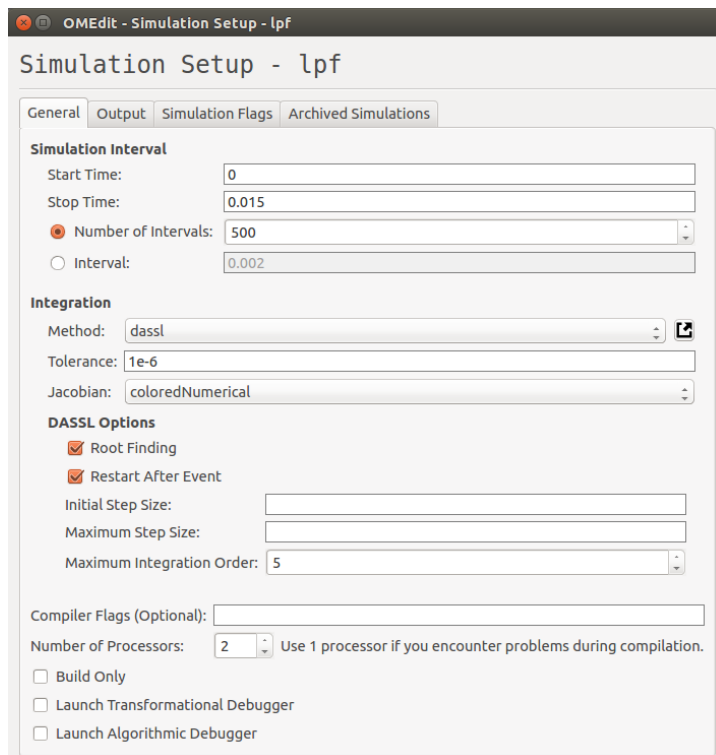 OMEdit - Simulation Setup - lpf
Simulation Setup - lpf
General Output Simulation Flags Archived Simulations
Simulation Interval
Start Time: 0
Stop Time: 0.015
Number of Intervals: 500
Interval: 0.002
Integration
Method: dassl
Tolerance: 1e-6
Jacobian: coloredNumerical
DASSL Options
Root Finding
Restart After Event
Initial Step Size:
Maximum Step Size:
Maximum Integration Order: 5
Compiler Flags (Optional):
Number of Processors: 2 Use 1 processor if you encounter problems during compilation.
Build Only
Launch Transformational Debugger
Launch Algorithmic Debugger